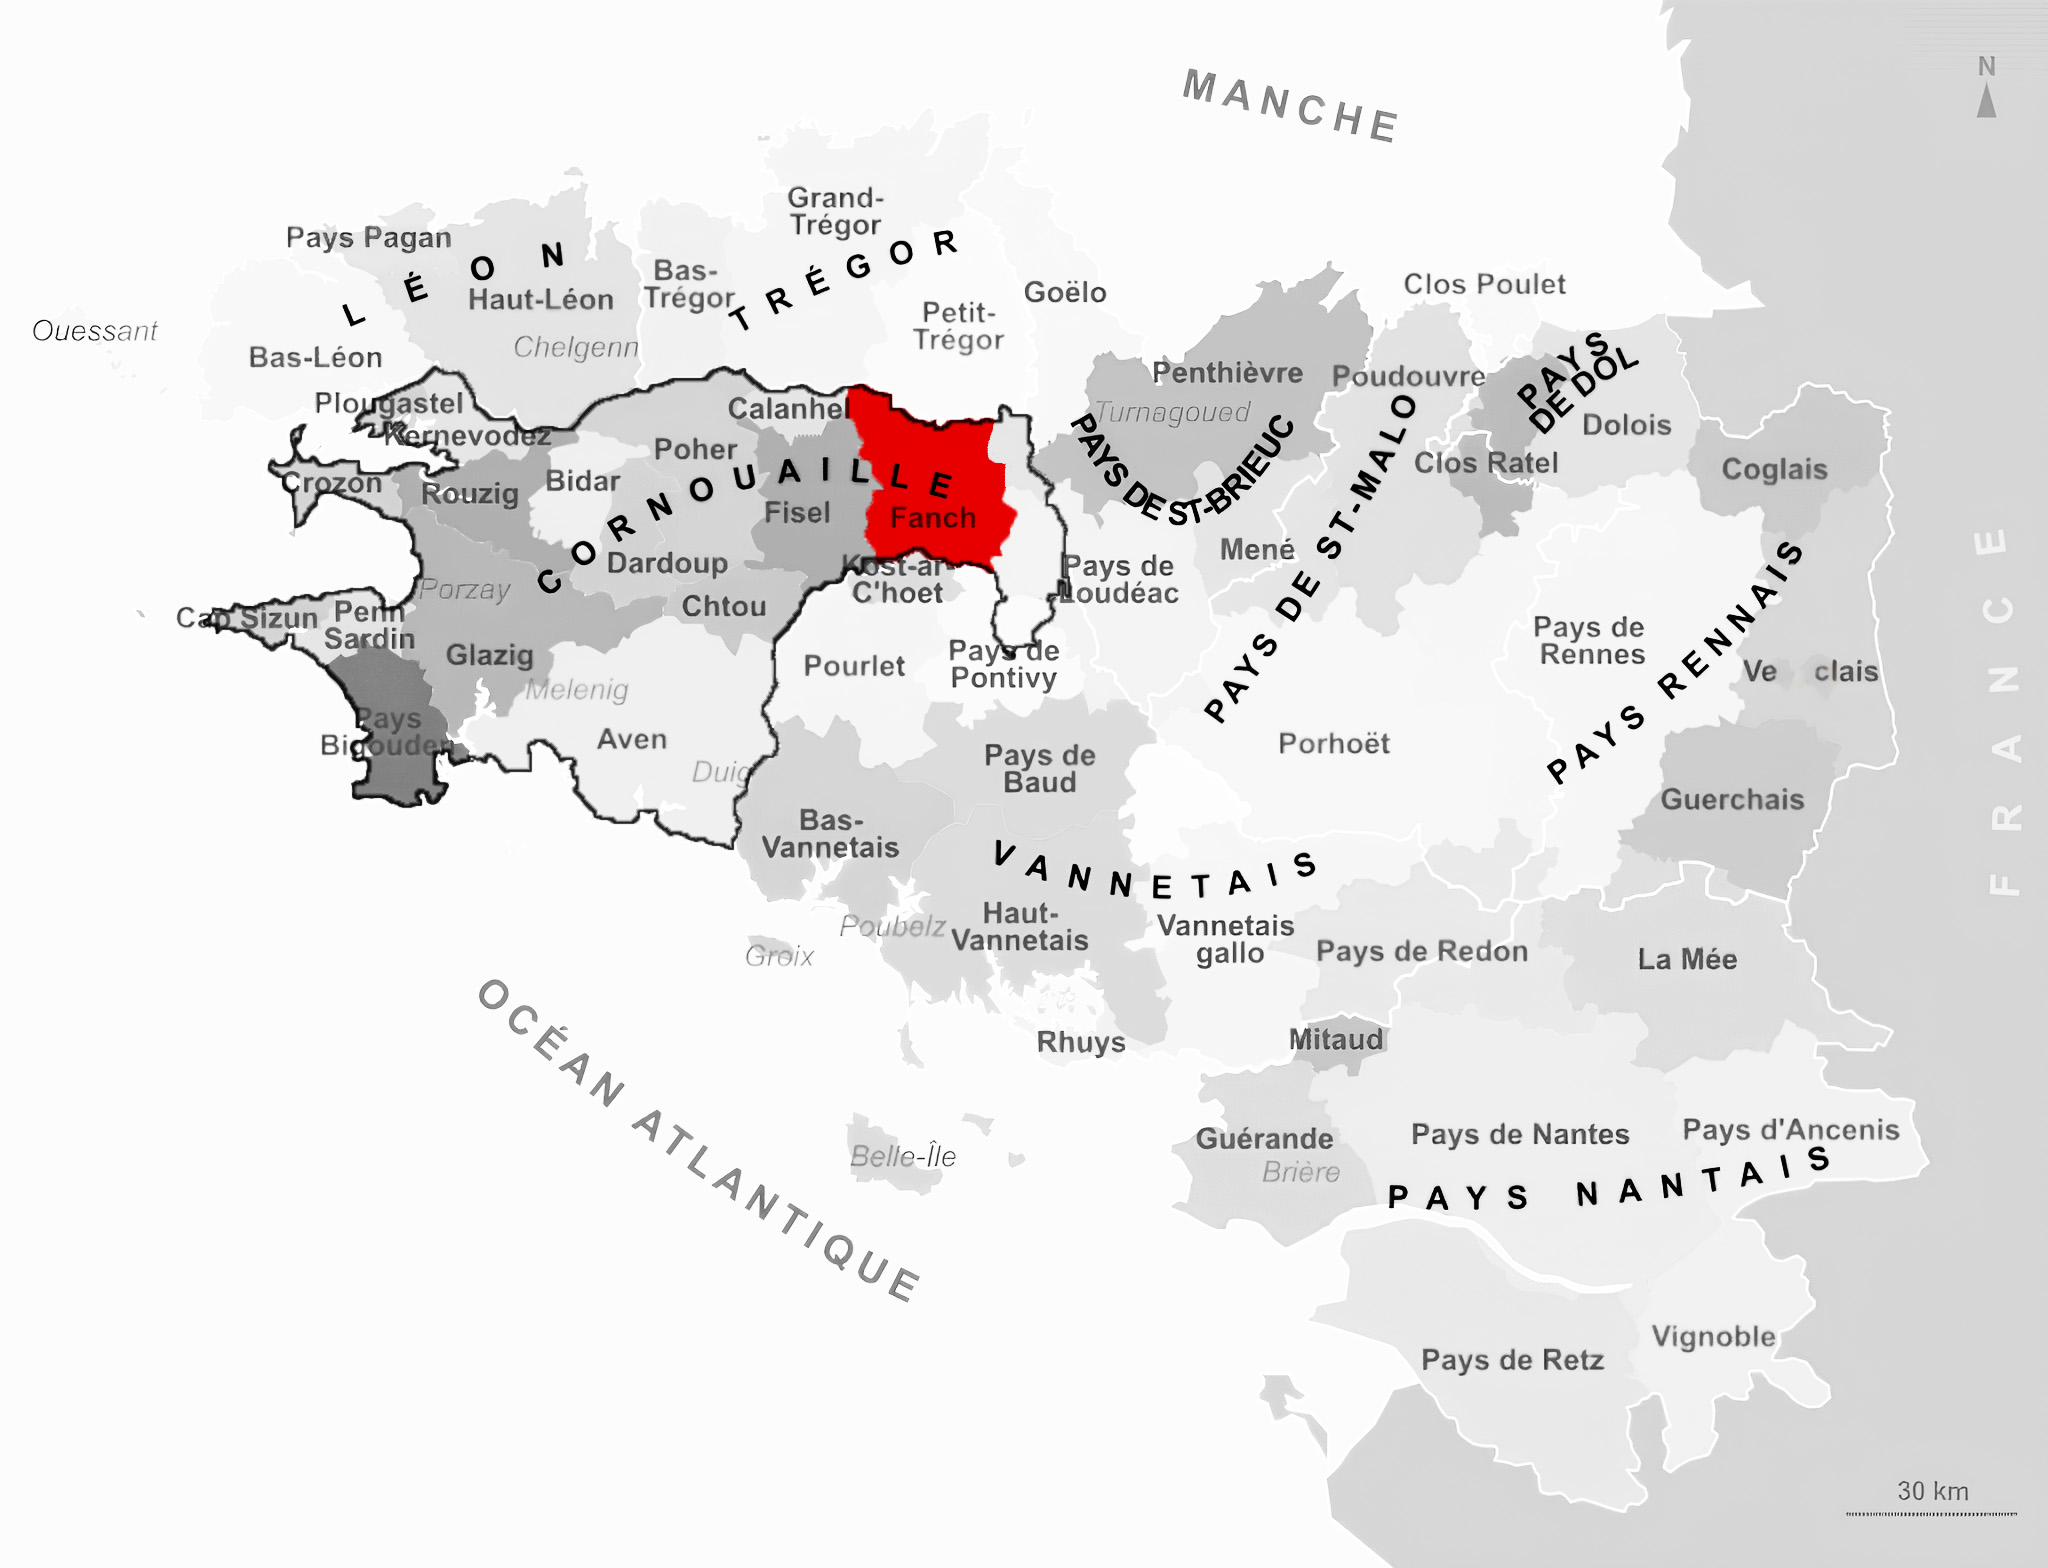 MANCHE
N
Grand-
Trégor
Pays Pagan
LÉON
Haut-Léon
Bas-
Trégor
TRÉGOR
Goëlo
Clos Poulet
Ouessant
Chelgenn
Petit-
Trégor
Bas-Léon
Penthièvre
Poudouvre
PAYS
DE DOL
Plougastel
Calanhel
Turnagoued
Dolois
Kernevodez
Poher
PAYS DE ST-BRIEUC
PAYS DE ST-MALO
Clos Ratel
Coglais
Crozon
Rouzig
Bidar
CORNOUAILLE
Fisel
Fanch
Mené
FRANCE
Porzay
Dardoup
Kost-ar-
C'hoet
Pays de
Loudéac
Cap Sizun
Penn
Sardin
Chtou
Pays de
Rennes
PAYS RENNAIS
Glazig
Pourlet
Pays de
Pontivy
Ve clais
Melenig
Pays
Bigouden
Aven
Duig
Pays de
Baud
Porhoët
Guerchais
Bas-
Vannetais
VANNETAIS
Poubelz
Groix
Haut-
Vannetais
Vannetais
gallo
Pays de Redon
La Mée
OCÉAN ATLANTIQUE
Rhuys
Mitaud
Belle-Île
Guérande
Brière
Pays de Nantes
Pays d'Ancenis
PAYS NANTAIS
Pays de Retz
Vignoble
30 km